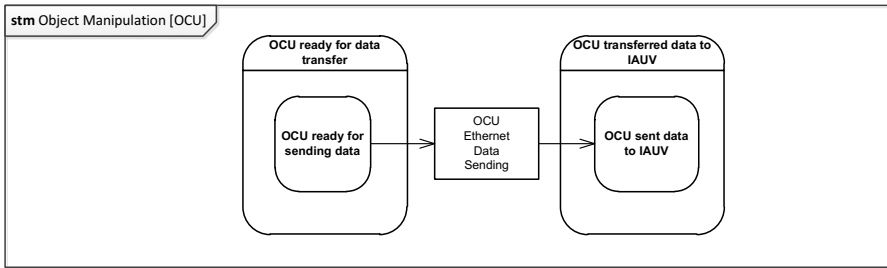 stm Object Manipulation [OCU]
OCU ready for data
transfer
OCU ready for
sending data
OCU
Ethernet
Data
Sending
OCU transferred data to
IAUV
OCU sent data
to IAUV